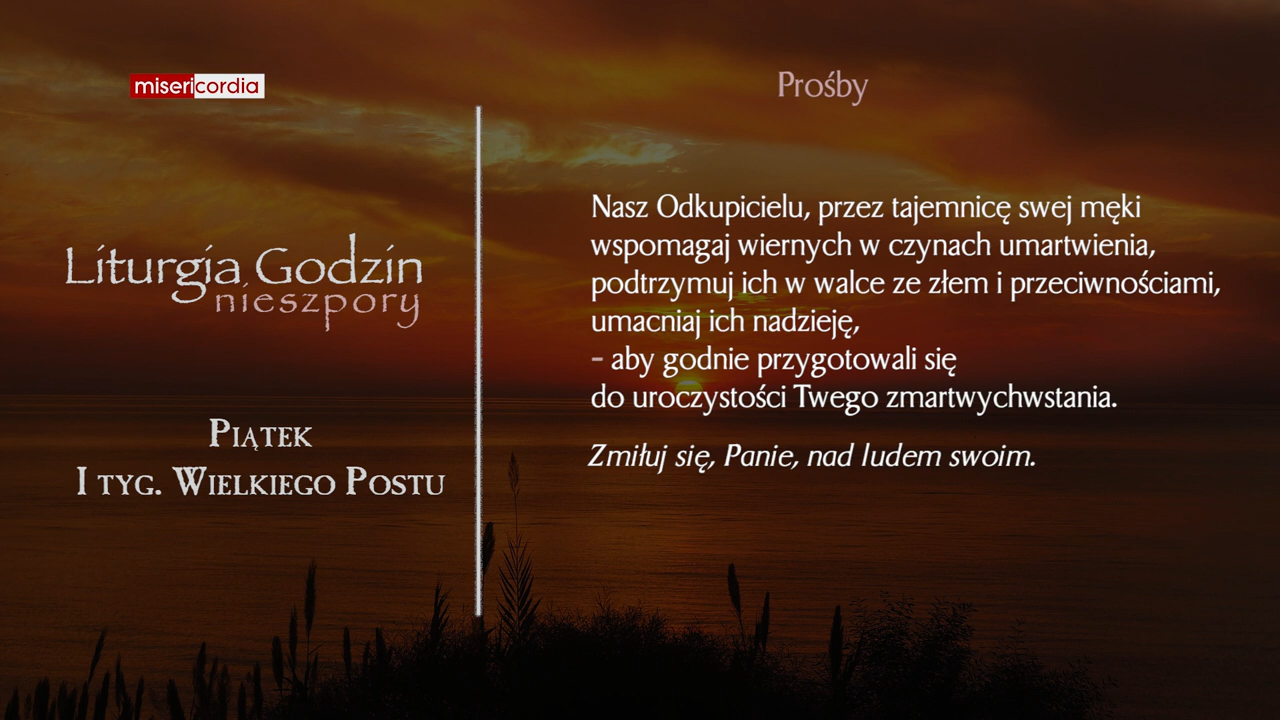 misericordia
Liturgia Godzin
nieszpory
Piątek
I tyg. Wielkiego Postu
Prośby
Nasz Odkupicielu, przez tajemnicę swej męki
wspomagaj wiernych w czynach umartwienia,
podtrzymuj ich w walce ze złem i przeciwnościami,
umacniaj ich nadzieję,
- aby godnie przygotowali się
do uroczystości Twego zmartwychwstania.
Zmiłuj się, Panie, nad ludem swoim.